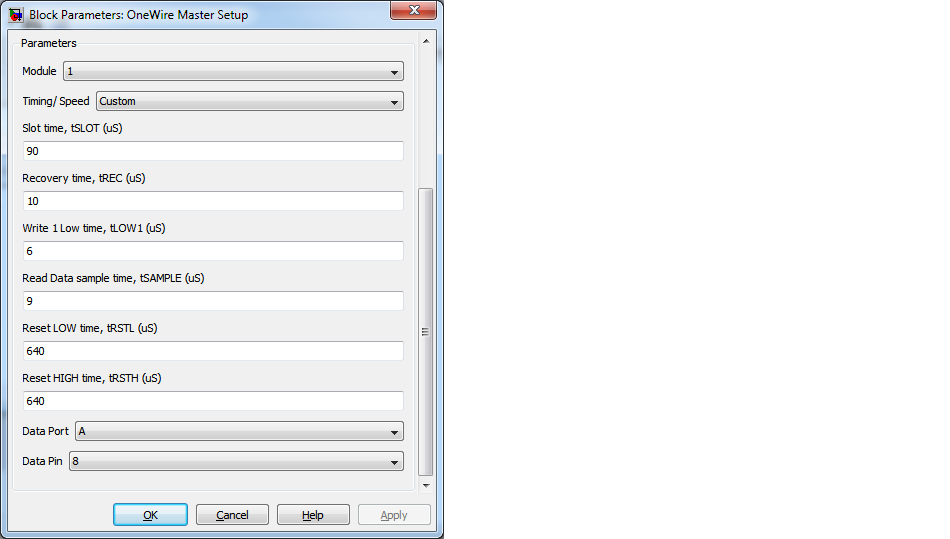 Block Parameters: OneWire Master Setup
Parameters
Module 1
Timing/ Speed Custom
Slot time, tSLOT (uS)
90
Recovery time, tREC (uS)
10
Write 1 Low time, tLOW1 (uS)
6
Read Data sample time, tSAMPLE (uS)
9
Reset LOW time, tRSTL (uS)
640
Reset HIGH time, tRSTH (uS)
640
Data Port A
Data Pin 8
OK Cancel Help Apply